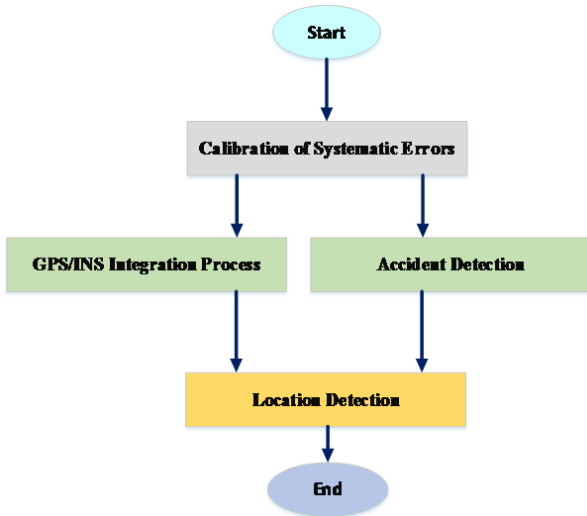 Start
Calibration of Systematic Errors
GPS/INS Integration Process
Accident Detection
Location Detection
End